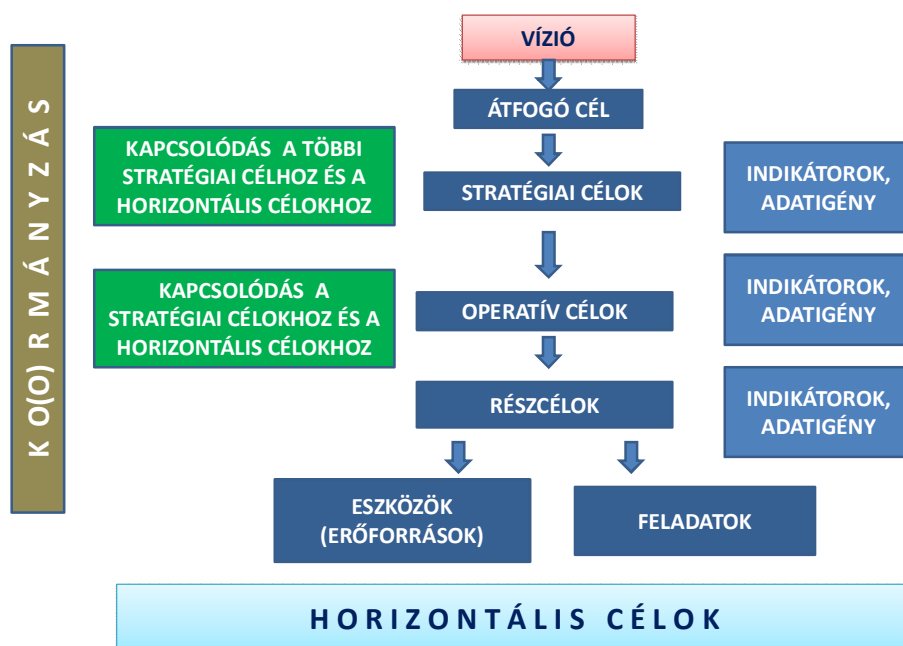 VÍZIÓ
ÁTFOGÓ CÉL
K O(O) R M Á N Y Z Á S
KAPCSOLÓDÁS A TÖBBI
STRATÉGIAI CÉLHOZ ÉS A
HORIZONTÁLIS CÉLOKHOZ
STRATÉGIAI CÉLOK
INDIKÁTOROK,
ADATIGÉNY
KAPCSOLÓDÁS A
STRATÉGIAI CÉLOKHOZ ÉS A
HORIZONTÁLIS CÉLOKHOZ
OPERATÍV CÉLOK
INDIKÁTOROK,
ADATIGÉNY
RÉSZCÉLOK
INDIKÁTOROK,
ADATIGÉNY
ESZKÖZÖK
(ERŐFORRÁSOK)
FELADATOK
H O R I Z O N T Á L I S C É L O K